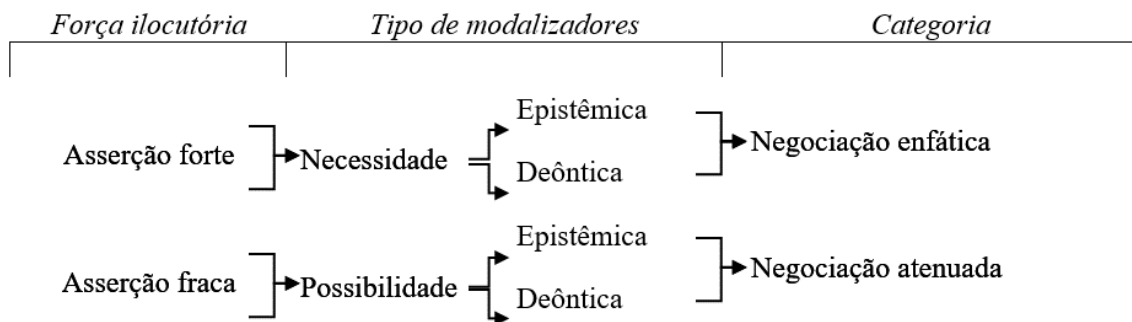 Força ilocutória Tipo de modalizadores Categoria
Epistêmica
Asserção forte Necessidade Negociação enfática
Deôntica
Epistêmica
Asserção fraca Possibilidade Negociação atenuada
Deôntica